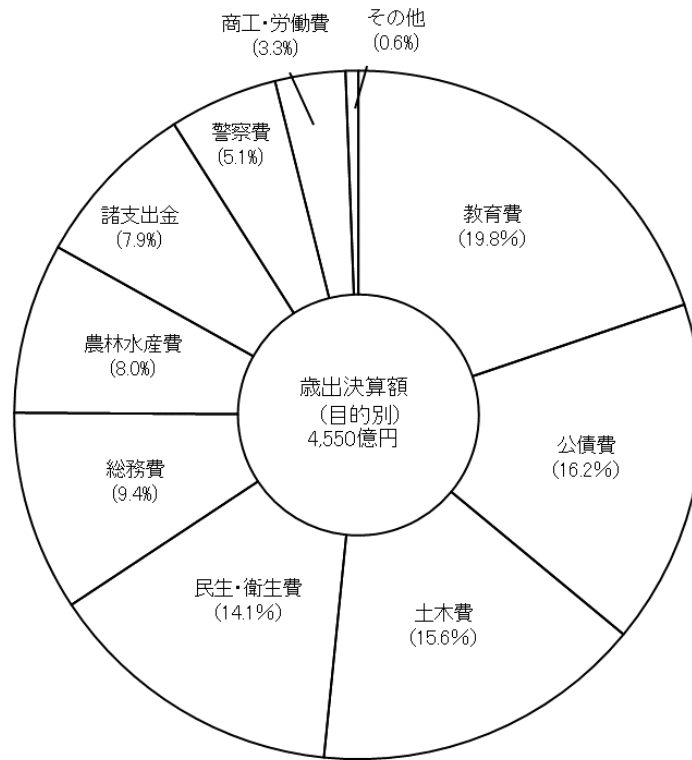 商工・労働費
(3.3%)
その他
(0.6%)
警察費
(5.1%)
教育費
(19.8%)
諸支出金
(7.9%)
農林水産費
(8.0%)
歳出決算額
(目的別)
4,550億円
公債費
(16.2%)
総務費
(9.4%)
民生・衛生費
(14.1%)
土木費
(15.6%)